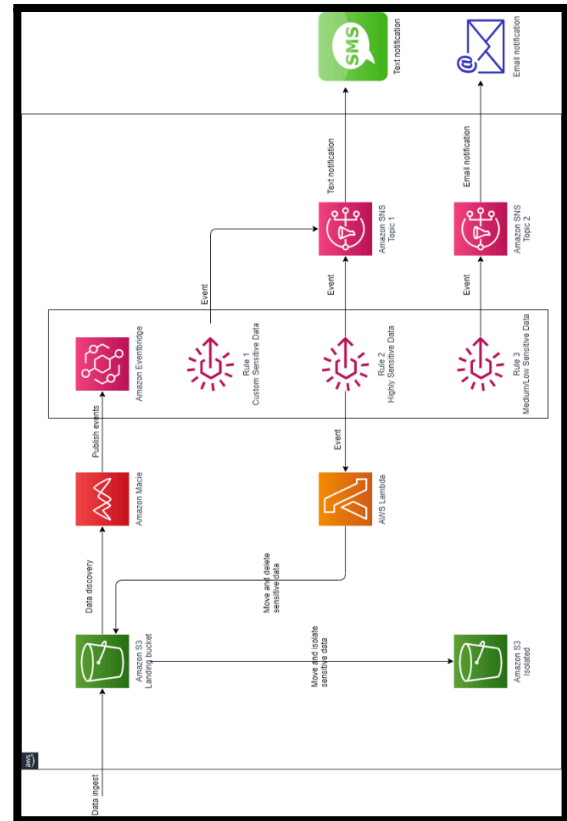 aws
Data ingest
Amazon S3
Landing bucket
Data discovery
Amazon Macie
Publish events
Amazon Eventbridge
Rule 1
Custom Sensitive Data
Event
Move and delete
sensitive data
AWS Lambda
Event
Rule 2
Highly Sensitive Data
Event
Amazon SNS
Topic 1
Text notification
SMS
Text notification
Move and isolate
sensitive data
Amazon S3
Isolated
Rule 3
Medium/Low Sensitive Data
Event
Amazon SNS
Topic 2
Email notification
@
Email notification